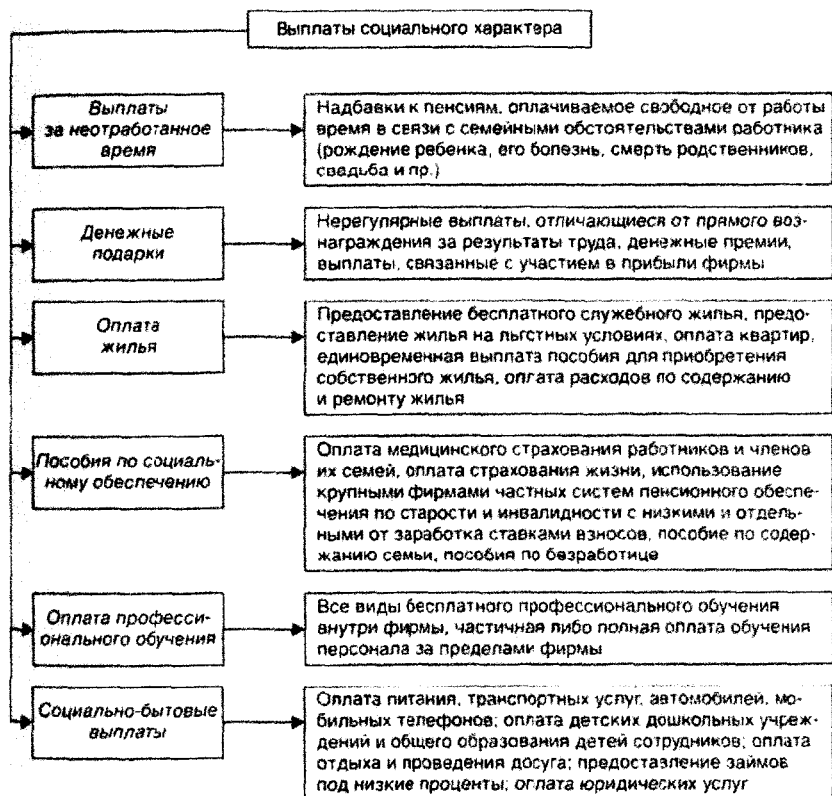 Выплаты социального характера
Выплаты
за неотработанное
время
Надбавки к пенсиям, оплачиваемое свободное от работы
время в связи с семейными обстоятельствами работника
(рождение ребенка, его болезнь, смерть родственников,
свадьба и пр.)
Денежные
подарки
Нерегулярные выплаты, отличающиеся от прямого воз-
награждения за результаты труда, денежные премии,
выплаты, связанные с участием в прибыли фирмы
Оплата
жилья
Предоставление бесплатного служебного жилья, предо-
ставление жилья на льготных условиях, оплата квартир,
единовременная выплата пособия для приобретения
собственного жилья, оплата расходов по содержанию
и ремонту жилья
Пособия по социаль-
ному обеспечению
Оплата медицинского страхования работников и членов
их семей, оплата страхования жизни, использование
крупными фирмами частных систем пенсионного обеспе-
чения по старости и инвалидности с низкими и отдель-
ными от заработка ставками взносов, пособие по содер-
жанию семьи, пособия по безработице
Оплата професси-
онального обучения
Все виды бесплатного профессионального обучения
внутри фирмы, частичная либо полная оплата обучения
персонала за пределами фирмы
Социально-бытовые
выплаты
Оплата питания, транспортных услуг, автомобилей, мо-
бильных телефонов; оплата детских дошкольных учреж-
дений и общего образования детей сотрудников; оплата
отдыха и проведения досуга; предоставление займов
под низкие проценты; оплата юридических услуг